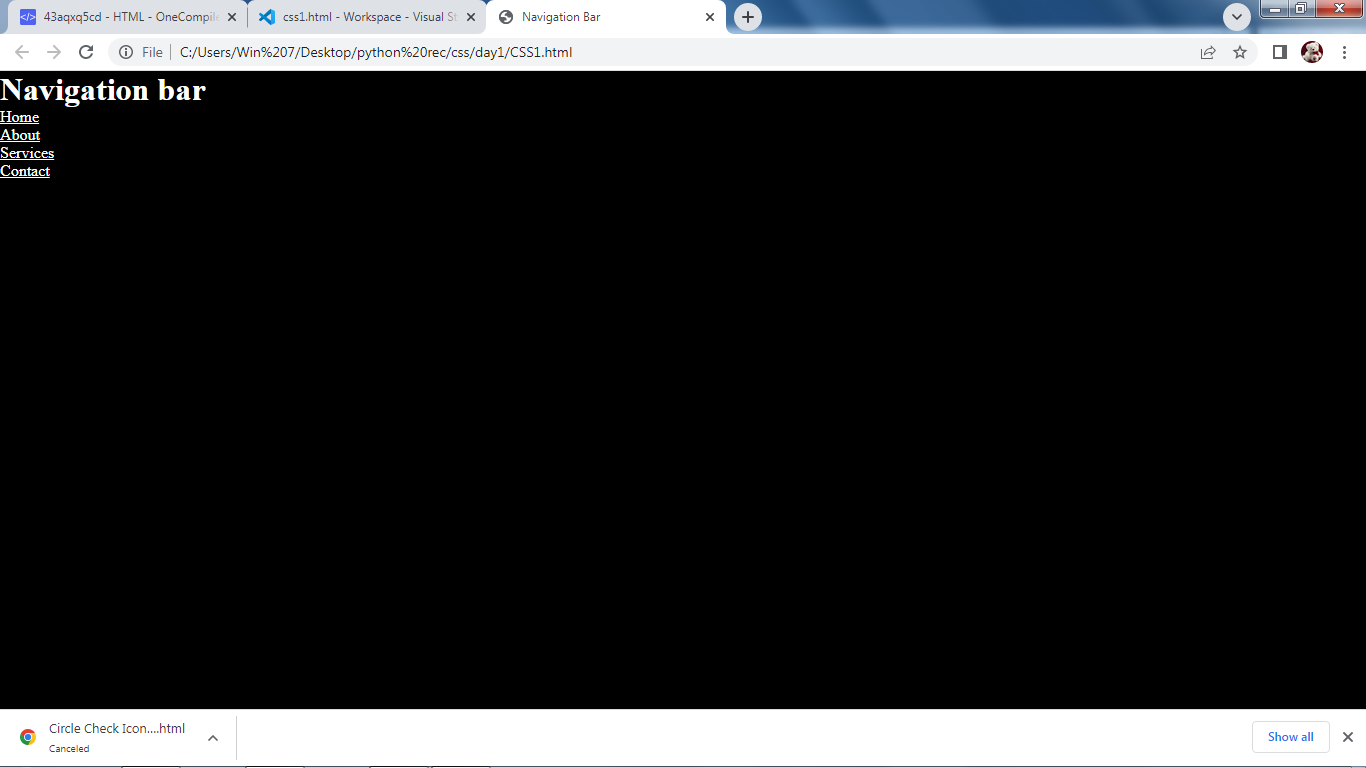 43aqxq5cd - HTML - OneCompile
css1.html - Workspace - Visual St
Navigation Bar
File
C:/Users/Win%207/Desktop/python%20rec/css/day1/CSS1.html
Navigation bar
Home
About
Services
Contact
Circle Check Icon....html
Canceled
Show all